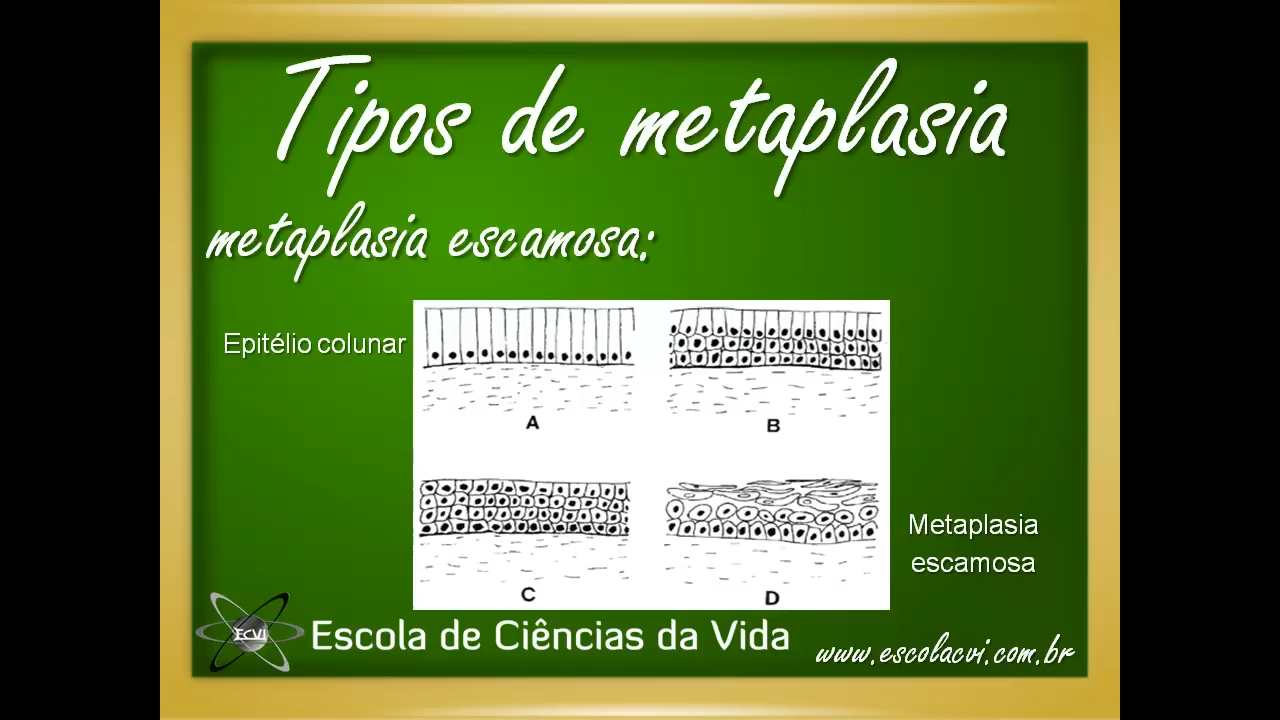 Tipos de metaplasia
metaplasia escamosa:
Epitélio colunar
A
B
C
D
Metaplasia
escamosa
ECVI
Escola de Ciências da Vida
www.escolacvi.com.br